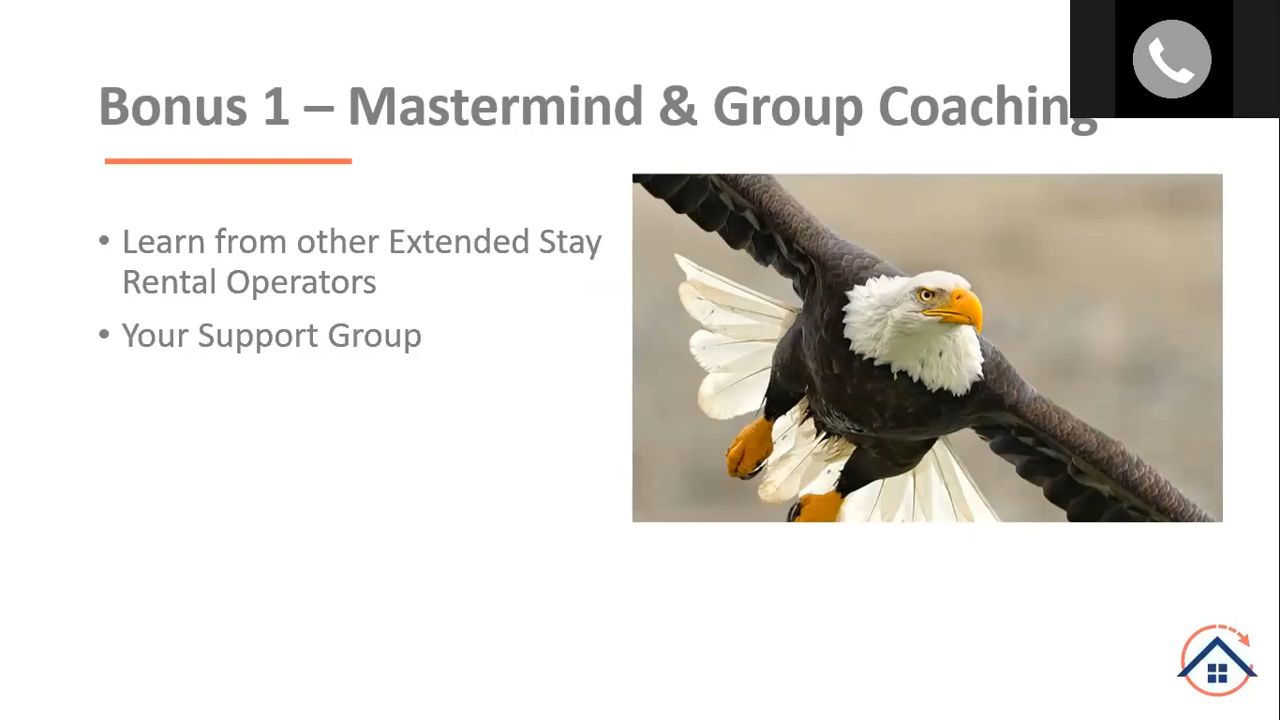 Bonus 1 – Mastermind & Group Coaching
• Learn from other Extended Stay
Rental Operators
• Your Support Group